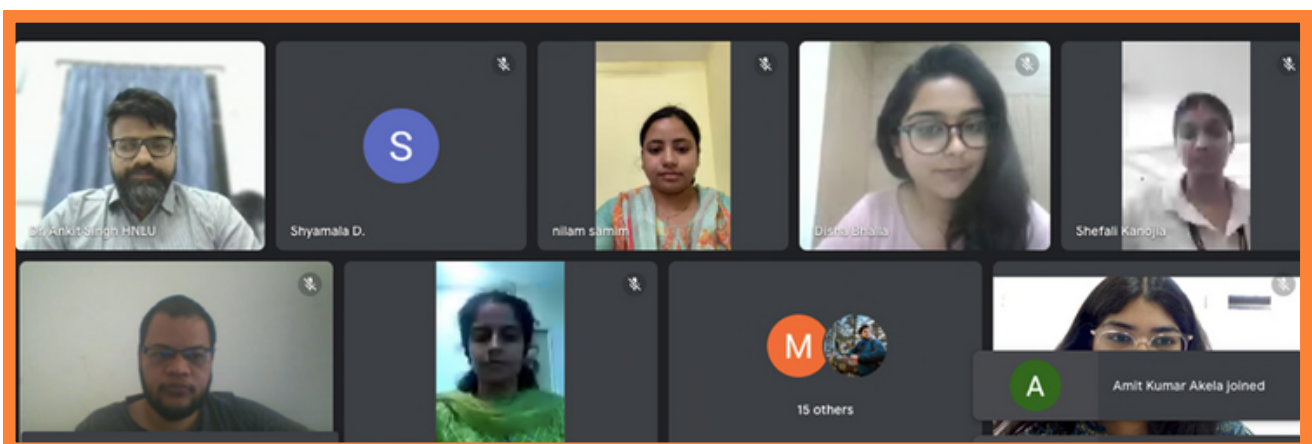 Dr. Ankit Singh HNLU
S
Shyamala D.
nilam samim
Disha Bhalla
Shefali Kanojia
M
15 others
A
Amit Kumar Akela joined